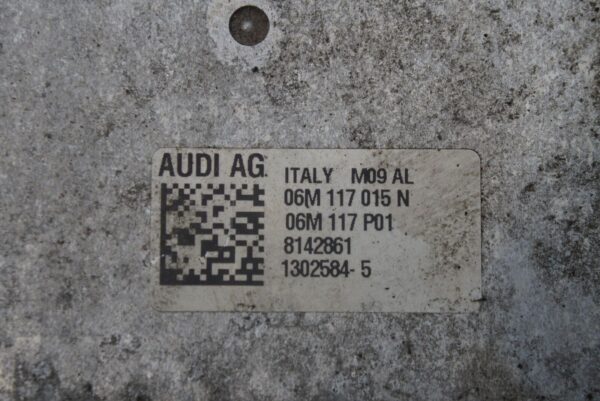 AUDI AG
ITALY M09 AL
06M 117 015 N
06M 117 P01
8142861
1302584-5